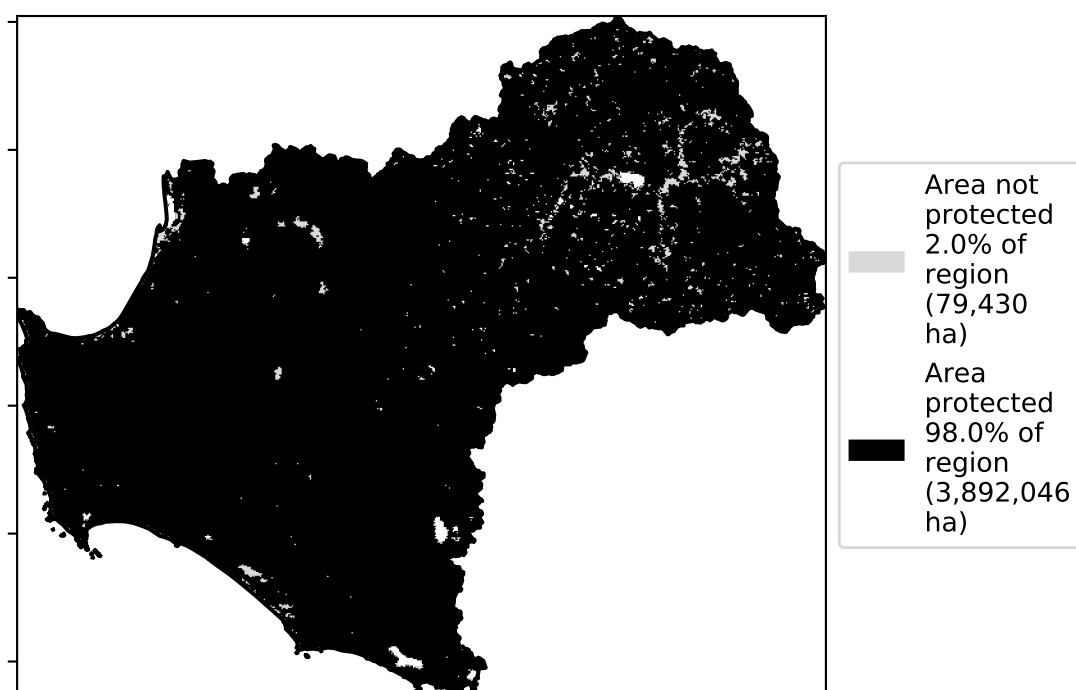 Area not
protected
2.0% of
region
(79,430
ha)
Area
protected
98.0% of
region
(3,892,046
ha)